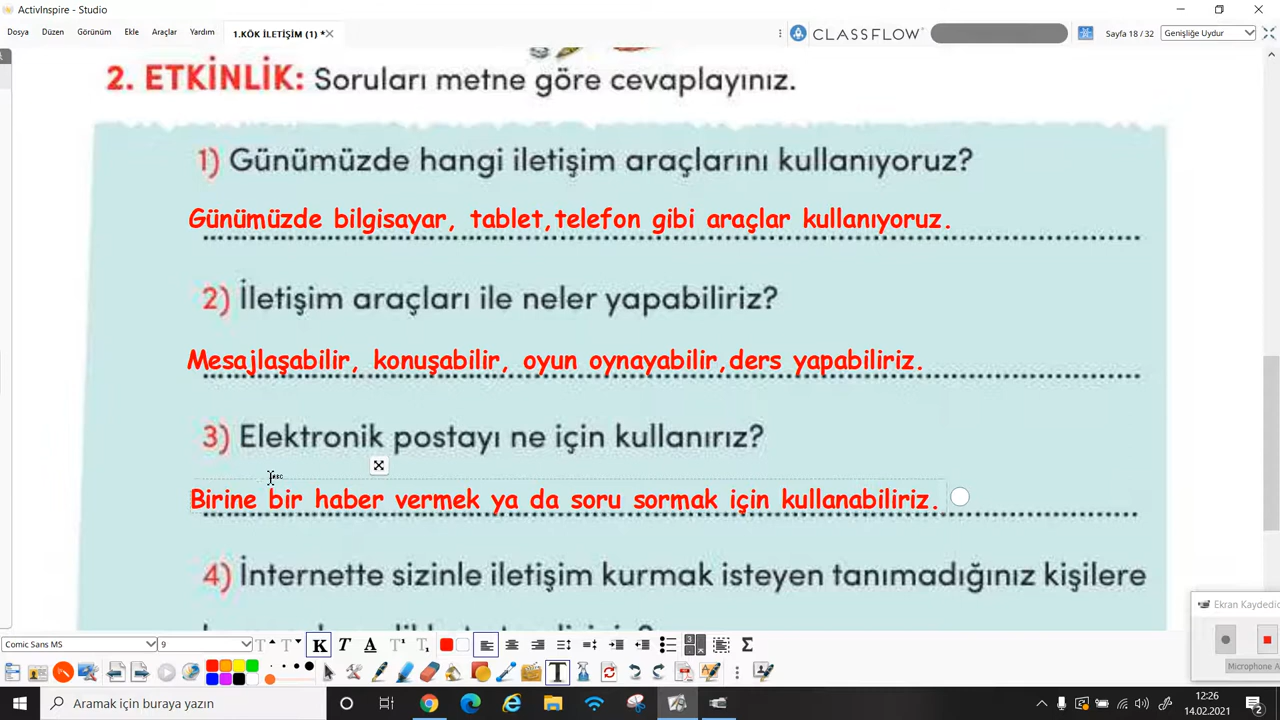 ActivInspire - Studio
Dosya Düzen Görünüm Ekle Araçlar Yardım
1.KÖK İLETİŞİM (1) *
CLASSFLOW
Sayfa 18 / 32
Genişliğe Uydur
2. ETKİNLİK: Soruları metne göre cevaplayınız.
1) Günümüzde hangi iletişim araçlarını kullanıyoruz?
Günümüzde bilgisayar, tablet,telefon gibi araçlar kullanıyoruz.
2) İletişim araçları ile neler yapabiliriz?
Mesajlaşabilir, konuşabilir, oyun oynayabilir,ders yapabiliriz.
3) Elektronik postayı ne için kullanırız?
Birine bir haber vermek ya da soru sormak için kullanabiliriz.
4) İnternette sizinle iletişim kurmak isteyen tanımadığınız kişilere
Ekran Kaydedic
Microphone A
Comic Sans MS
9
Aramak için buraya yazın
12:26
14.02.2021
2